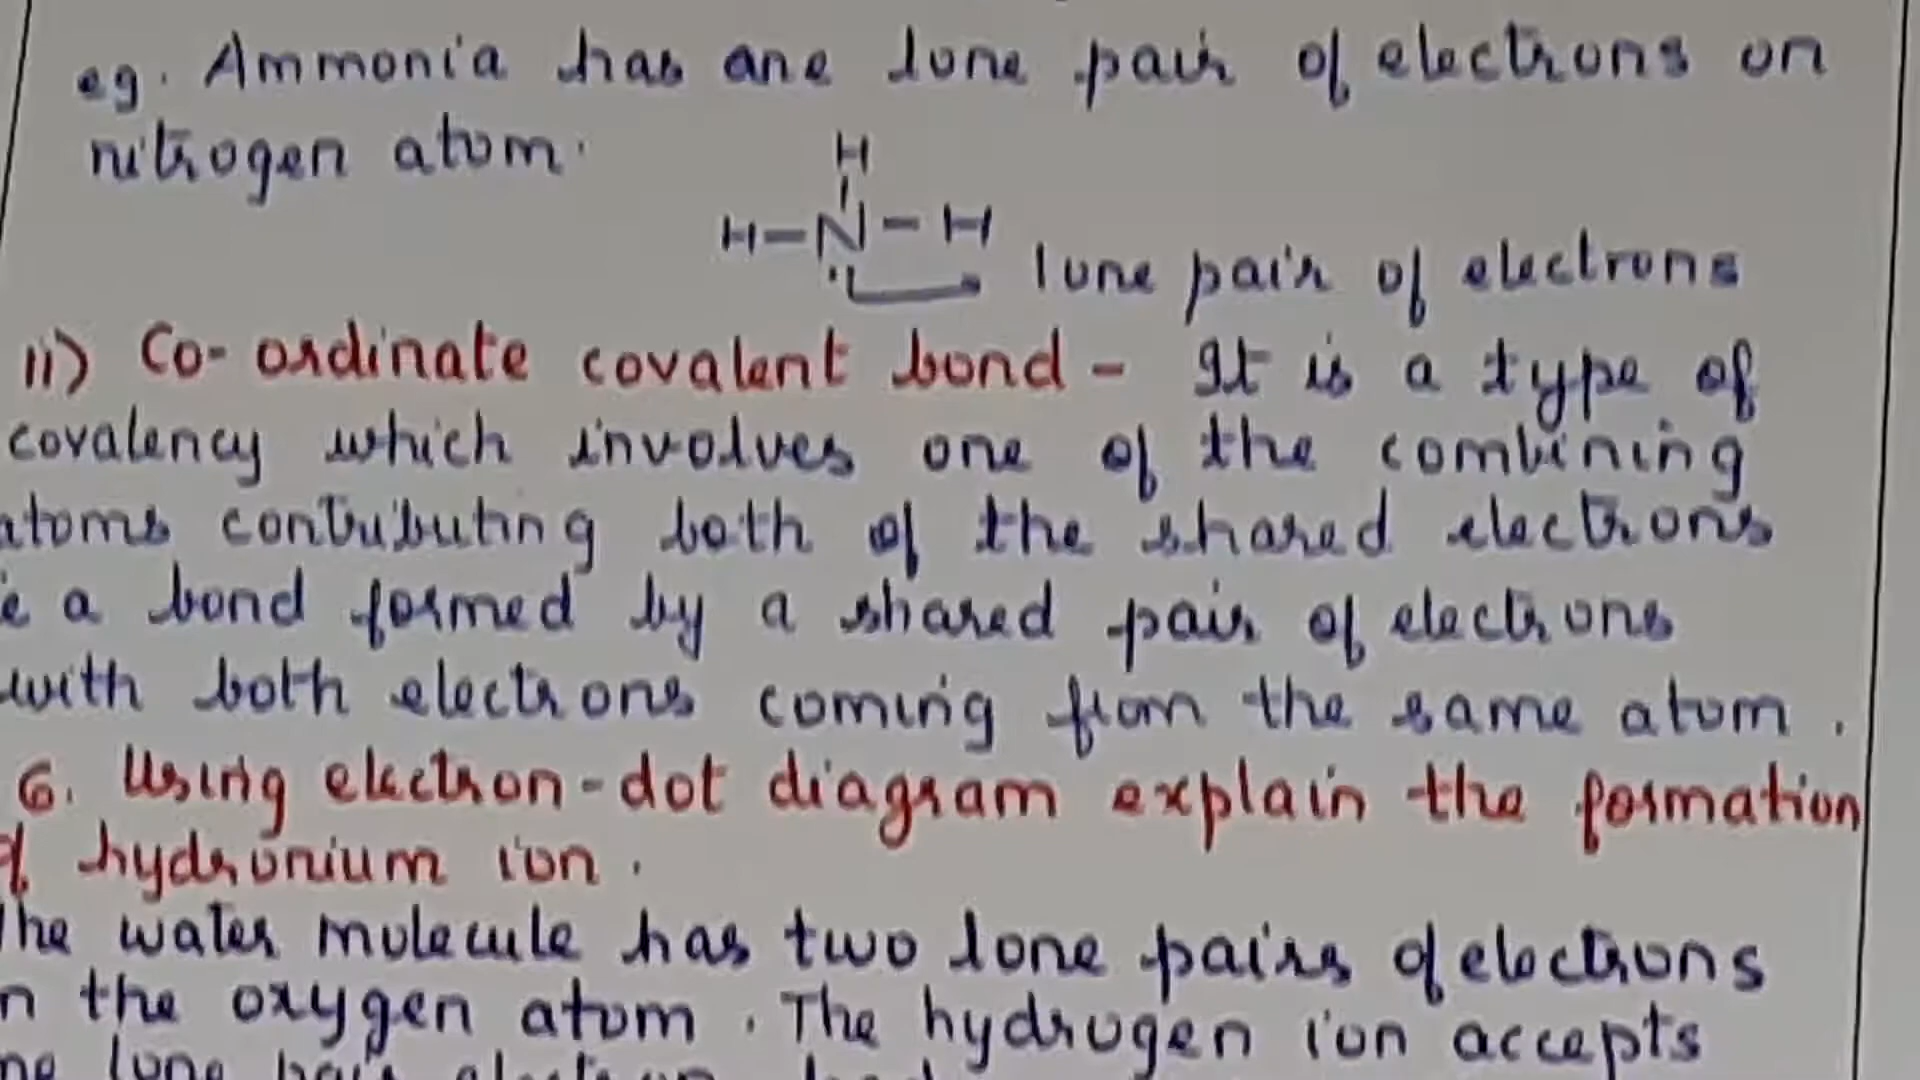 eg. Ammonia has one lone pair of electrons on
nitrogen atom.
H
H-N-H
lone pair of electrons
ii) Co-ordinate covalent bond - It is a type of
covalency which involves one of the combining
atoms contributing both of the shared electrons
e a bond formed by a shared pair of electrons
with both electrons coming from the same atom.
6. Using electron-dot diagram explain the formation
of hydronium ion.
The water molecule has two lone pairs of electrons
n the oxygen atom. The hydrogen ion accepts
lone pair